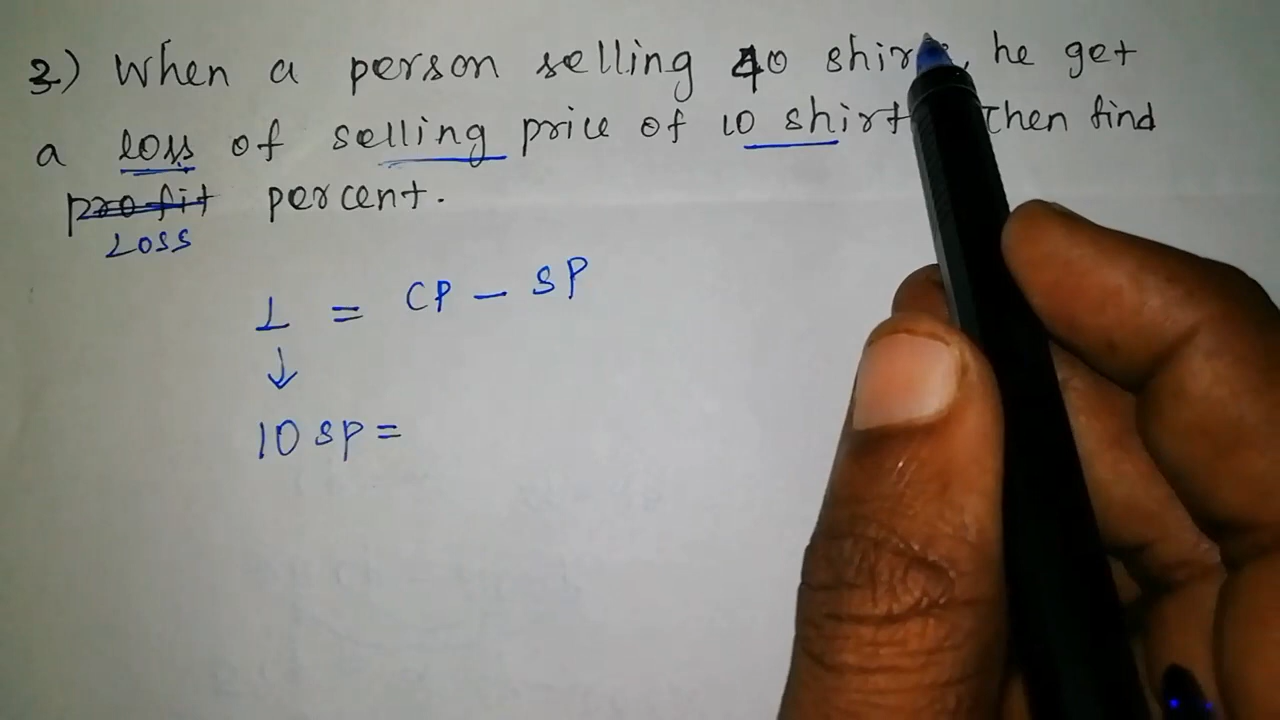 3) When a person selling 40 shir he get
a loss of selling price of 10 shirt Then find
profit percent.
Loss
L = CP - SP
↓
10 SP =